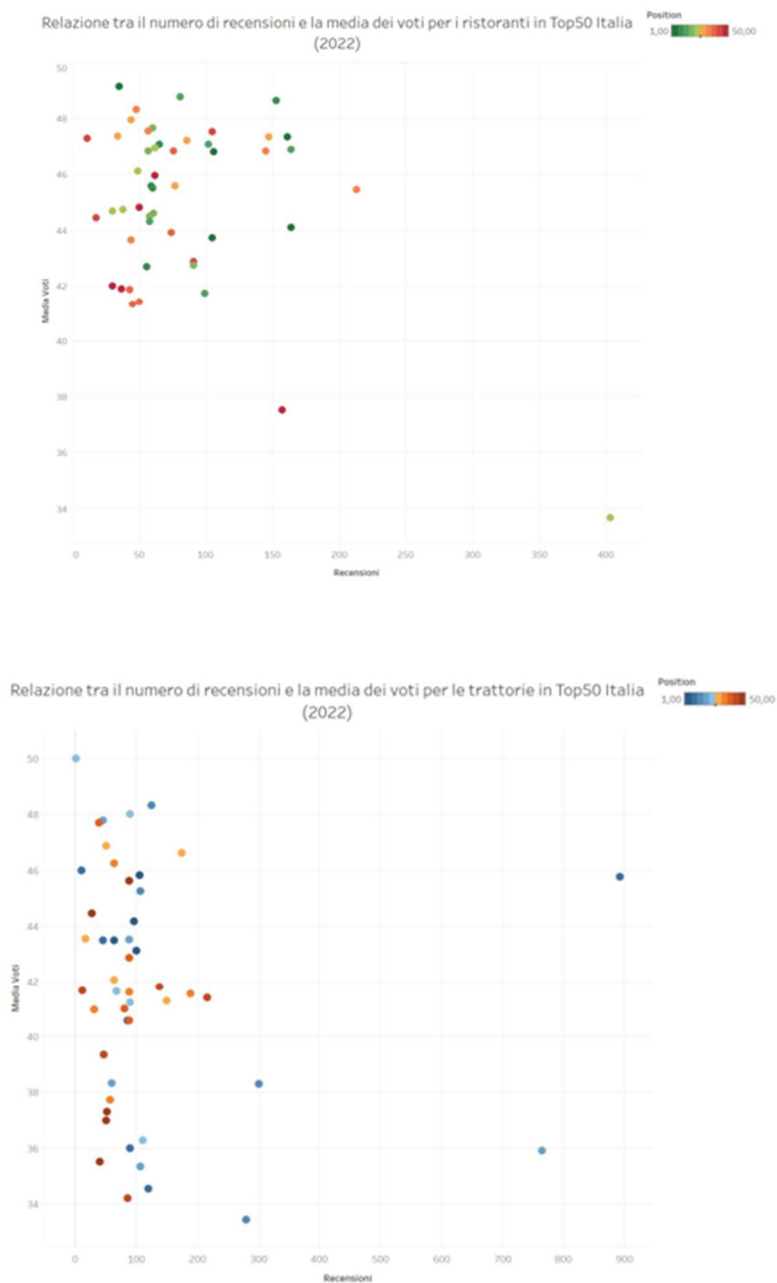 Relazione tra il numero di recensioni e la media dei voti per i ristoranti in Top50 Italia
(2022)
Position
1,00 50,00
50
48
46
44
42
40
38
36
34
Media Voti
0 50 100 150 200 250 300 350 400
Recensioni
Relazione tra il numero di recensioni e la media dei voti per le trattorie in Top50 Italia
(2022)
Position
1,00 50,00
50
48
46
44
42
40
38
36
34
Media Voti
0 100 200 300 400 500 600 700 800 900
Recensioni